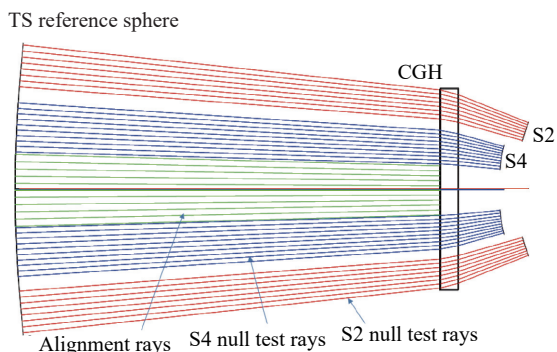 TS reference sphere
CGH
S2
S4
Alignment rays
S4 null test rays
S2 null test rays